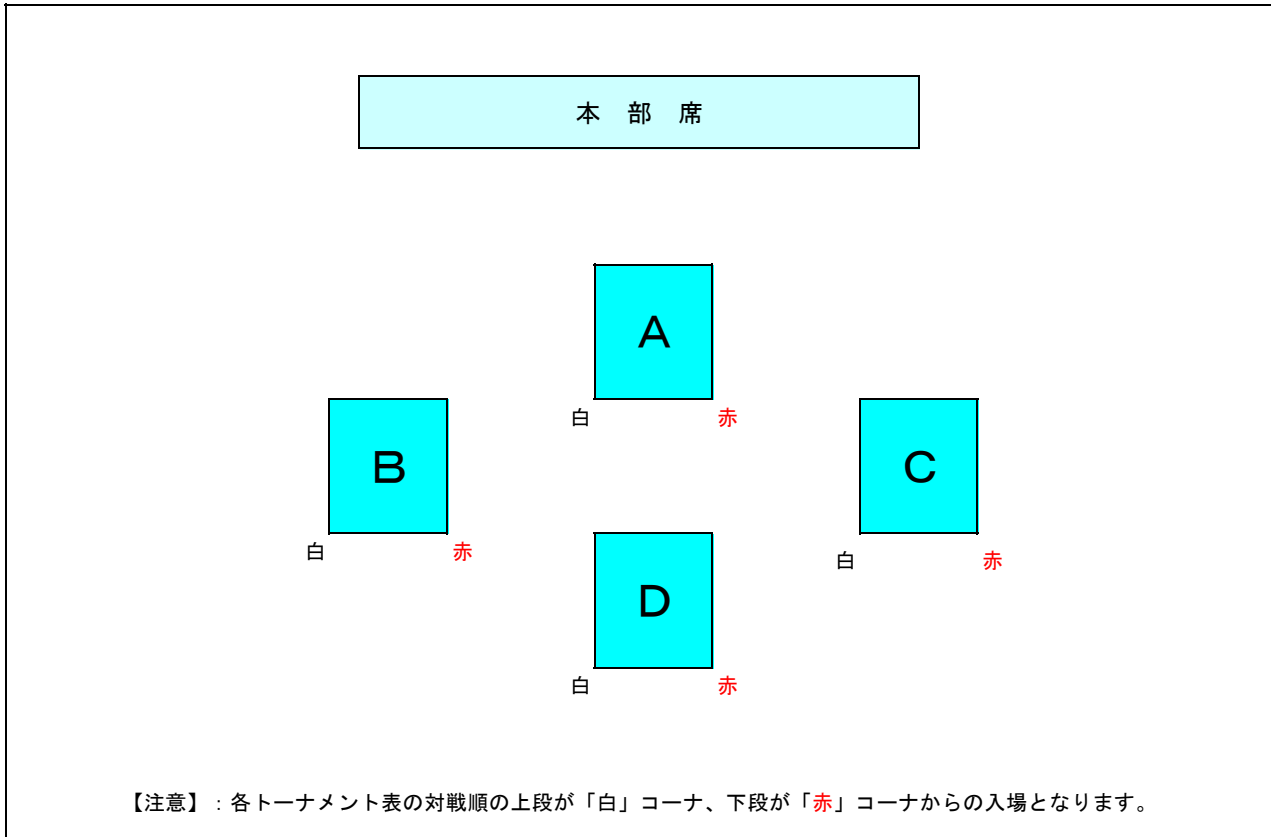 本 部 席
A
白 赤
B
C
白 赤
白 赤
D
白 赤
【注意】：各トーナメント表の対戦順の上段が「白」コーナ、下段が「赤」コーナからの入場となります。